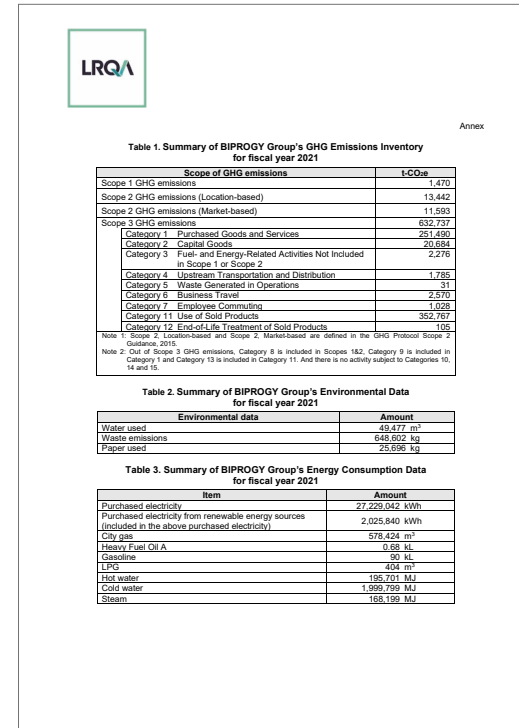 LRQA
Annex
Table 1. Summary of BIPROGY Group's GHG Emissions Inventory
for fiscal year 2021
Scope of GHG emissions t-CO₂e
Scope 1 GHG emissions 1,470
Scope 2 GHG emissions (Location-based) 13,442
Scope 2 GHG emissions (Market-based) 11,593
Scope 3 GHG emissions 632,737
Category 1 Purchased Goods and Services 251,490
Category 2 Capital Goods 20,684
Category 3 Fuel- and Energy-Related Activities Not Included 2,276
in Scope 1 or Scope 2
Category 4 Upstream Transportation and Distribution 1,785
Category 5 Waste Generated in Operations 31
Category 6 Business Travel 2,570
Category 7 Employee Commuting 1,028
Category 11 Use of Sold Products 352,767
Category 12 End-of-Life Treatment of Sold Products 105
Note 1: Scope 2, Location-based and Scope 2, Market-based are defined in the GHG Protocol Scope 2
Guidance, 2015.
Note 2: Out of Scope 3 GHG emissions, Category 8 is included in Scopes 1&2, Category 9 is included in
Category 1 and Category 13 is included in Category 11. And there is no activity subject to Categories 10,
14 and 15.
Table 2. Summary of BIPROGY Group's Environmental Data
for fiscal year 2021
Environmental data Amount
Water used 49,477 m³
Waste emissions 648,602 kg
Paper used 25,696 kg
Table 3. Summary of BIPROGY Group's Energy Consumption Data
for fiscal year 2021
Item Amount
Purchased electricity 27,229,042 kWh
Purchased electricity from renewable energy sources
(included in the above purchased electricity) 2,025,840 kWh
City gas 578,424 m³
Heavy Fuel Oil A 0.68 kL
Gasoline 90 kL
LPG 404 m³
Hot water 195,701 MJ
Cold water 1,999,799 MJ
Steam 168,199 MJ